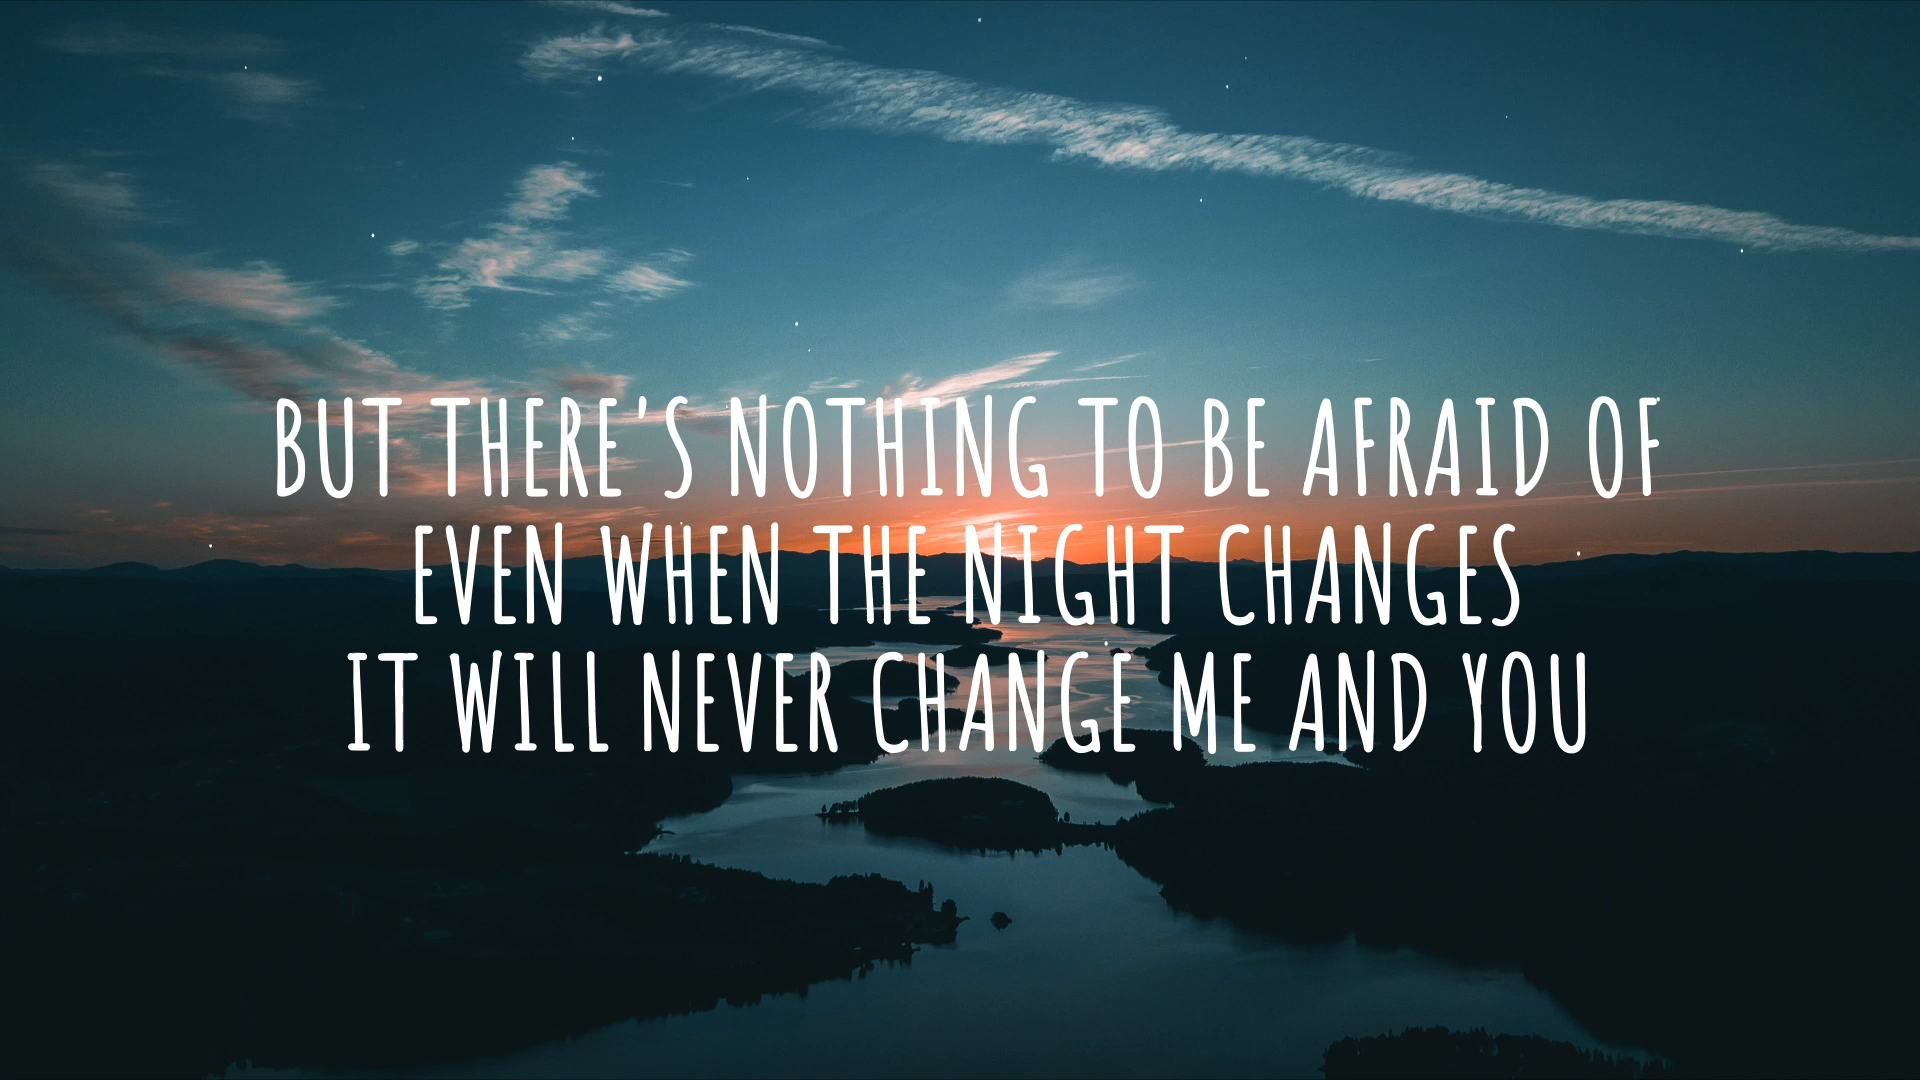 BUT THERE'S NOTHING TO BE AFRAID OF
EVEN WHEN THE NIGHT CHANGES
IT WILL NEVER CHANGE ME AND YOU